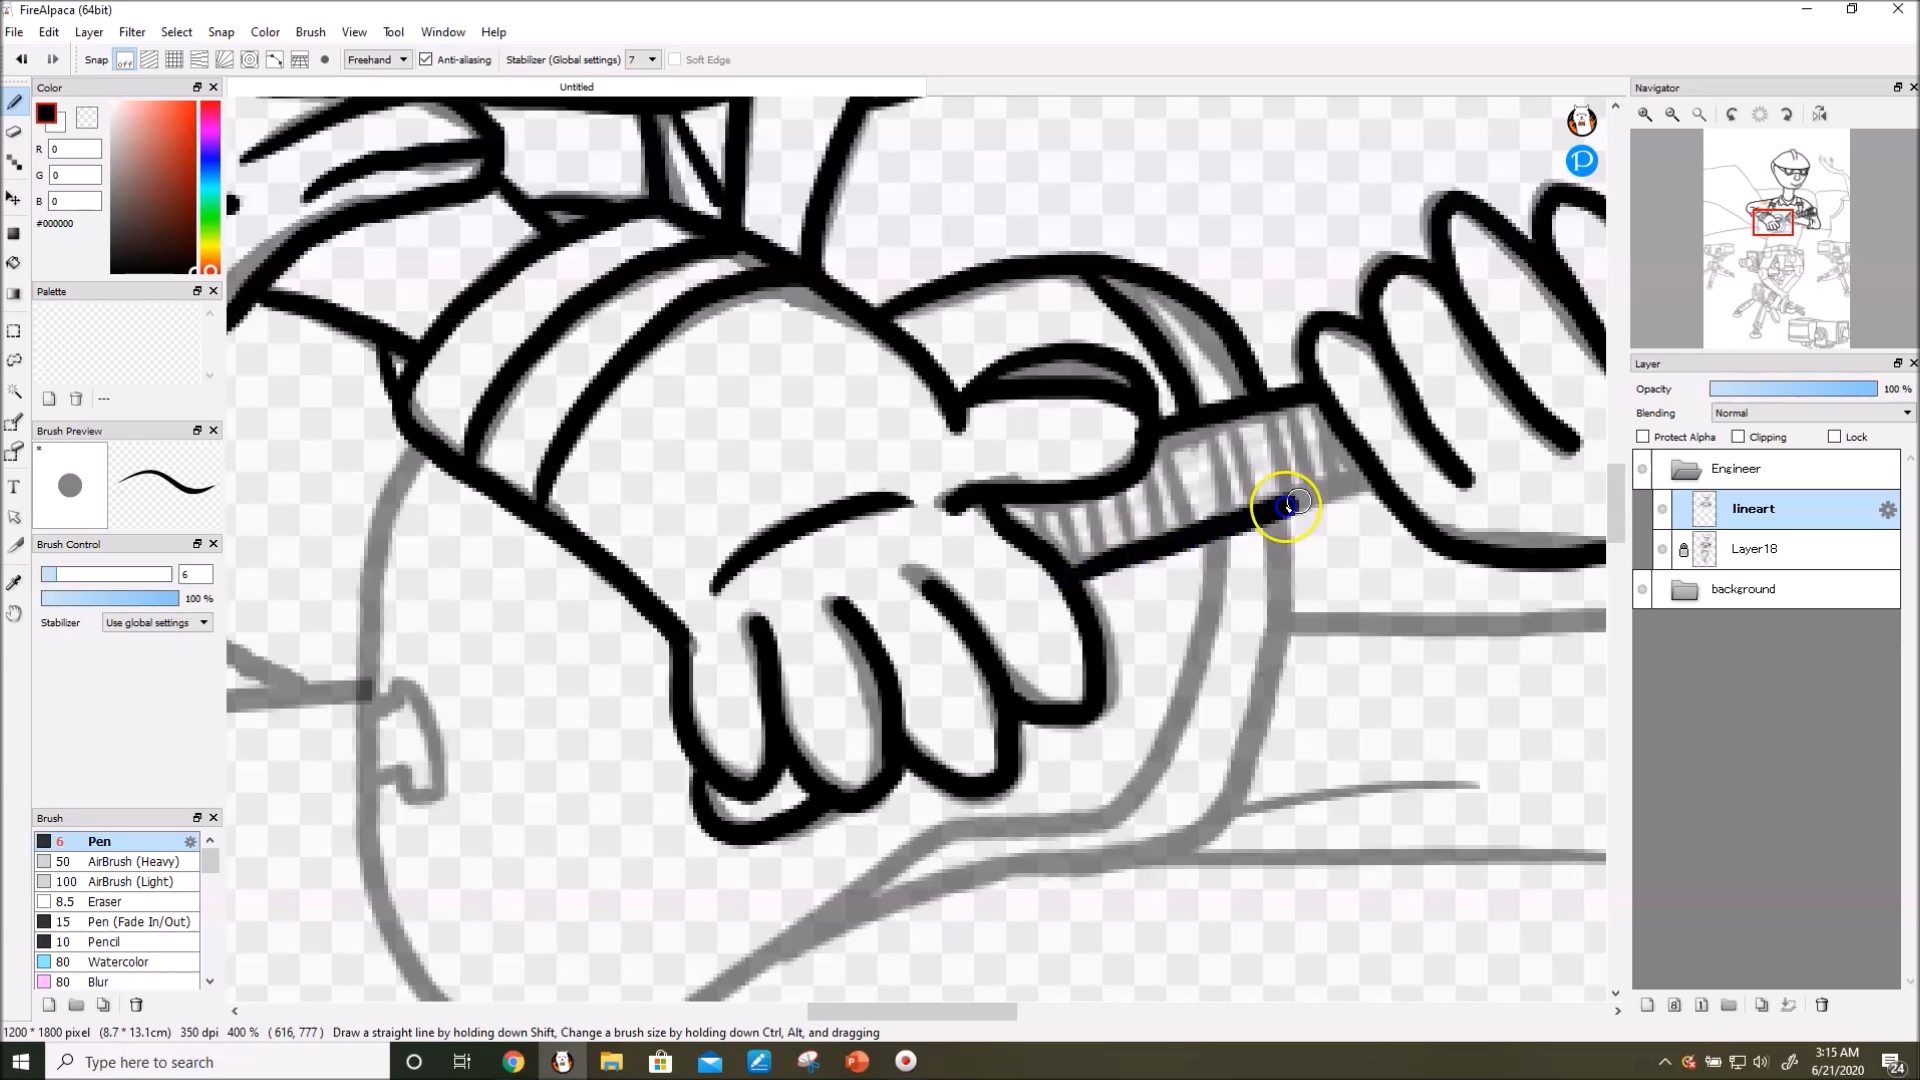 FireAlpaca (64bit)
File Edit Layer Filter Select Snap Color Brush View Tool Window Help
Snap off Freehand Anti-aliasing Stabilizer (Global settings) 7 Soft Edge
Color
Untitled
Navigator
R 0
G 0
B 0
#000000
Palette
P
Layer
Opacity 100 %
Blending Normal
Protect Alpha Clipping Lock
Brush Preview
*
Engineer
lineart
Layer18
background
Brush Control
6
100 %
Stabilizer Use global settings
T
Brush
6 Pen
50 AirBrush (Heavy)
100 AirBrush (Light)
8.5 Eraser
15 Pen (Fade In/Out)
10 Pencil
80 Watercolor
80 Blur
8 1
1200 * 1800 pixel (8.7 * 13.1cm) 350 dpi 400 % ( 616, 777 ) Draw a straight line by holding down Shift, Change a brush size by holding down Ctrl, Alt, and dragging
Type here to search
3:15 AM
6/21/2020
24